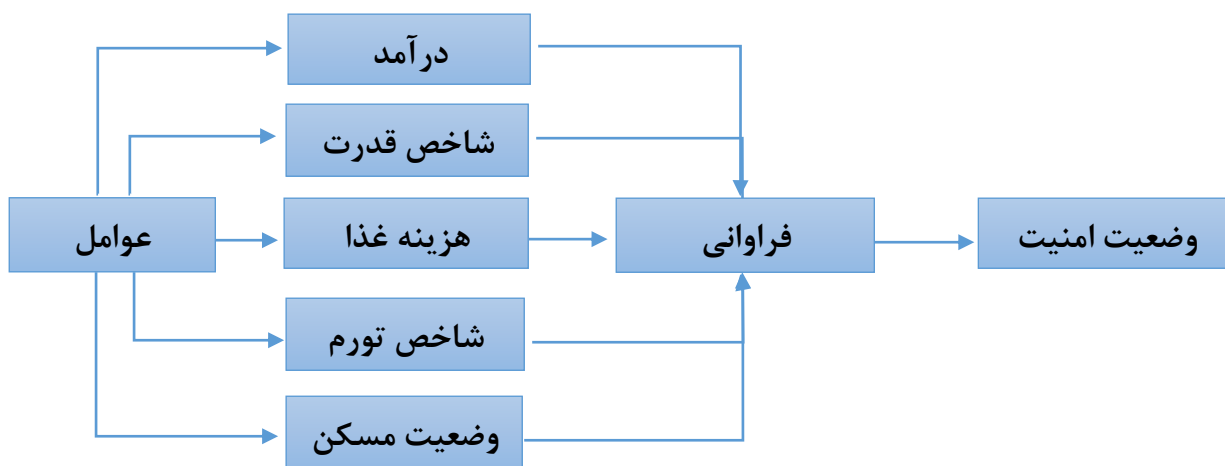 درآمد
شاخص قدرت
عوامل
هزینه غذا
فراوانی
وضعیت امنیت
شاخص تورم
وضعیت مسکن